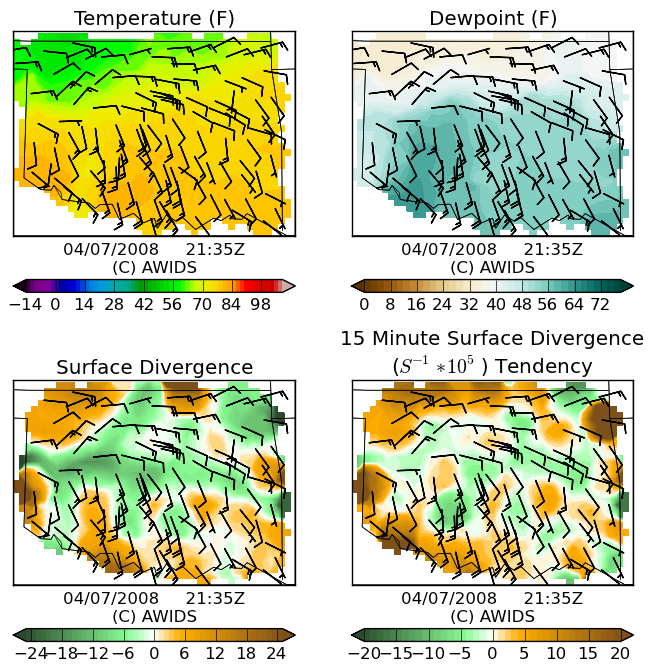 Temperature (F)
Dewpoint (F)
04/07/2008 21:35Z
(C) AWIDS
04/07/2008 21:35Z
(C) AWIDS
−14 0 14 28 42 56 70 84 98
0 8 16 24 32 40 48 56 64 72
Surface Divergence
15 Minute Surface Divergence
(S⁻¹ *10⁵ ) Tendency
04/07/2008 21:35Z
(C) AWIDS
04/07/2008 21:35Z
(C) AWIDS
−24 −18 −12 −6 0 6 12 18 24
−20 −15 −10 −5 0 5 10 15 20